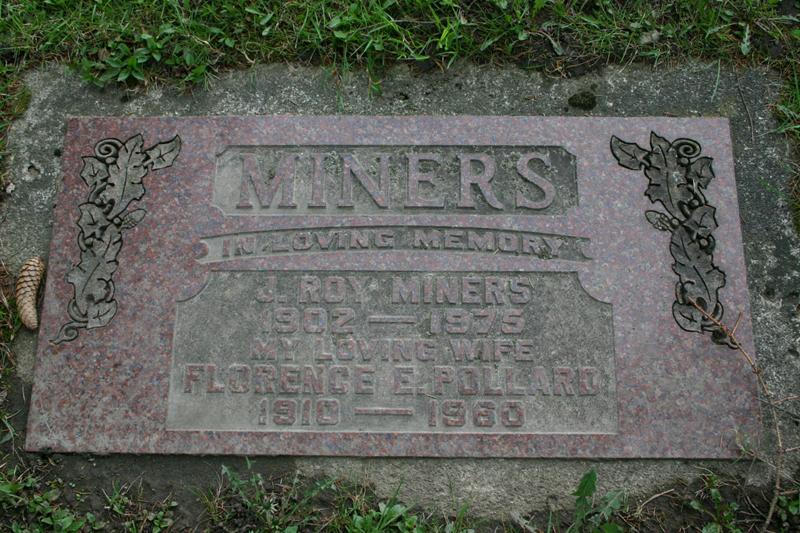 MINERS
IN LOVING MEMORY
J. ROY MINERS
1902 — 1975
MY LOVING WIFE
FLORENCE E. POLLARD
1910 — 1960